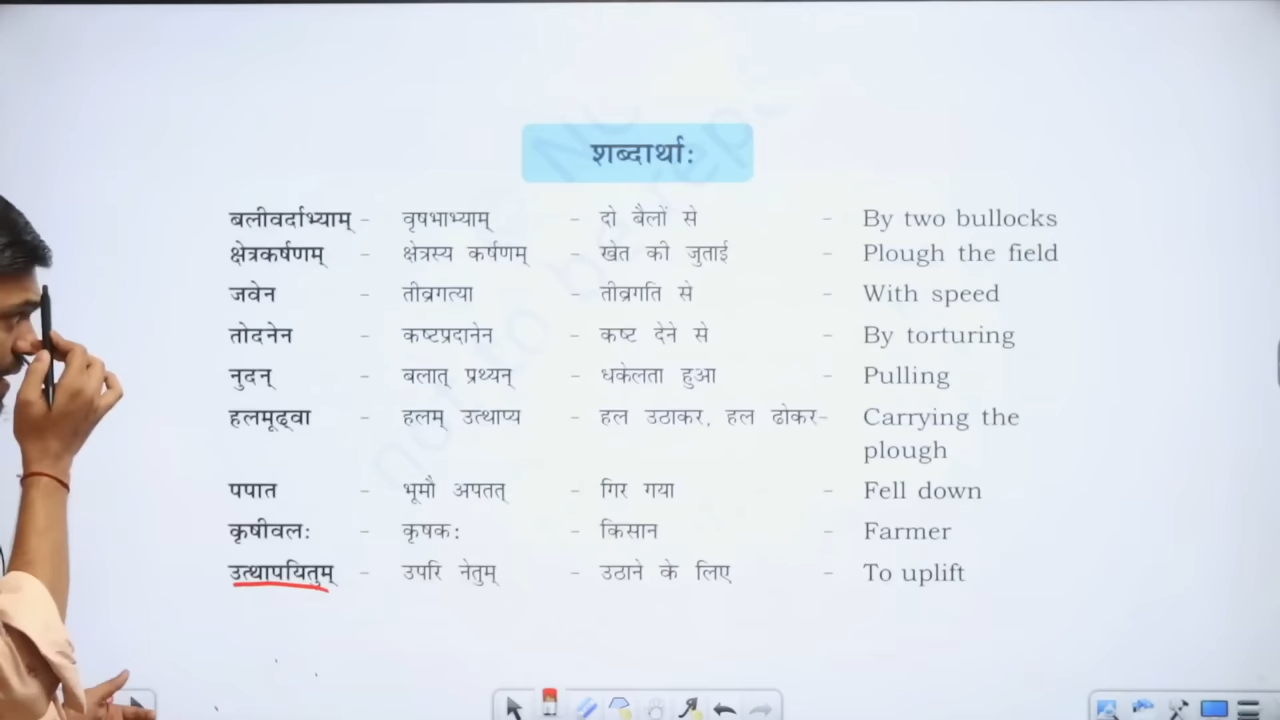 शब्दार्थाः
बलीवर्दाभ्याम् - वृषभाभ्याम् - दो बैलों से - By two bullocks
क्षेत्रकर्षणम् - क्षेत्रस्य कर्षणम् - खेत की जुताई - Plough the field
जवेन - तीव्रगत्या - तीव्रगति से - With speed
तोदनेन - कष्टप्रदानेन - कष्ट देने से - By torturing
नुदन् - बलात् प्रथ्यन् - धकेलता हुआ - Pulling
हलमूढ्वा - हलम् उत्थाप्य - हल उठाकर, हल ढोकर- Carrying the
plough
पपात - भूमौ अपतत् - गिर गया - Fell down
कृषीवलः - कृषकः - किसान - Farmer
उत्थापयितुम् - उपरि नेतुम् - उठाने के लिए - To uplift